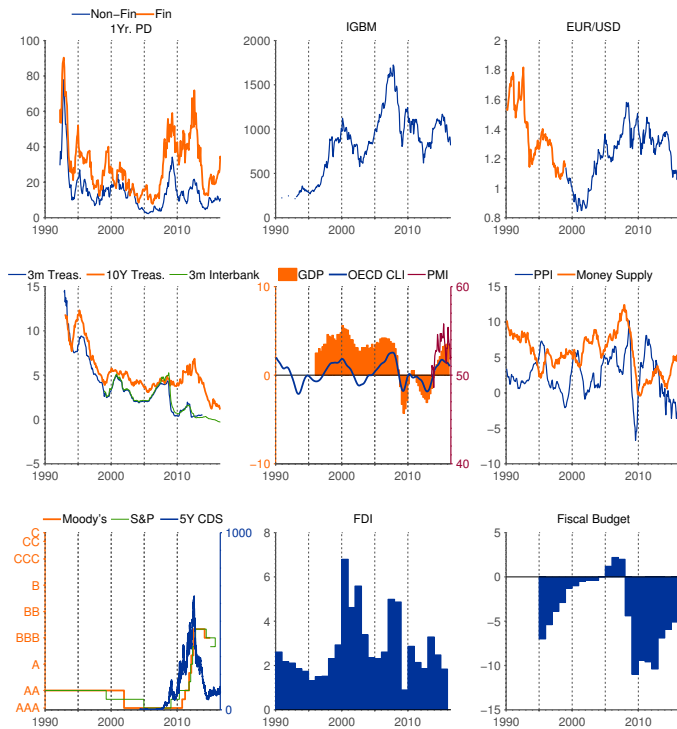 Non-Fin Fin
1Yr. PD
100
80
60
40
20
0
1990 2000 2010
IGBM
2000
1500
1000
500
0
1990 2000 2010
EUR/USD
2
1.8
1.6
1.4
1.2
1
0.8
1990 2000 2010
3m Treas. 10Y Treas. 3m Interbank
15
10
5
0
−5
1990 2000 2010
GDP OECD CLI PMI
10 60
0 50
−10 40
1990 2000 2010
PPI Money Supply
15
10
5
0
−5
−10
1990 2000 2010
Moody's S&P 5Y CDS
C 1000
CC
CCC
B
BB
BBB
A
AA
AAA 0
1990 2000 2010
FDI
8
6
4
2
0
1990 2000 2010
Fiscal Budget
5
0
−5
−10
−15
1990 2000 2010